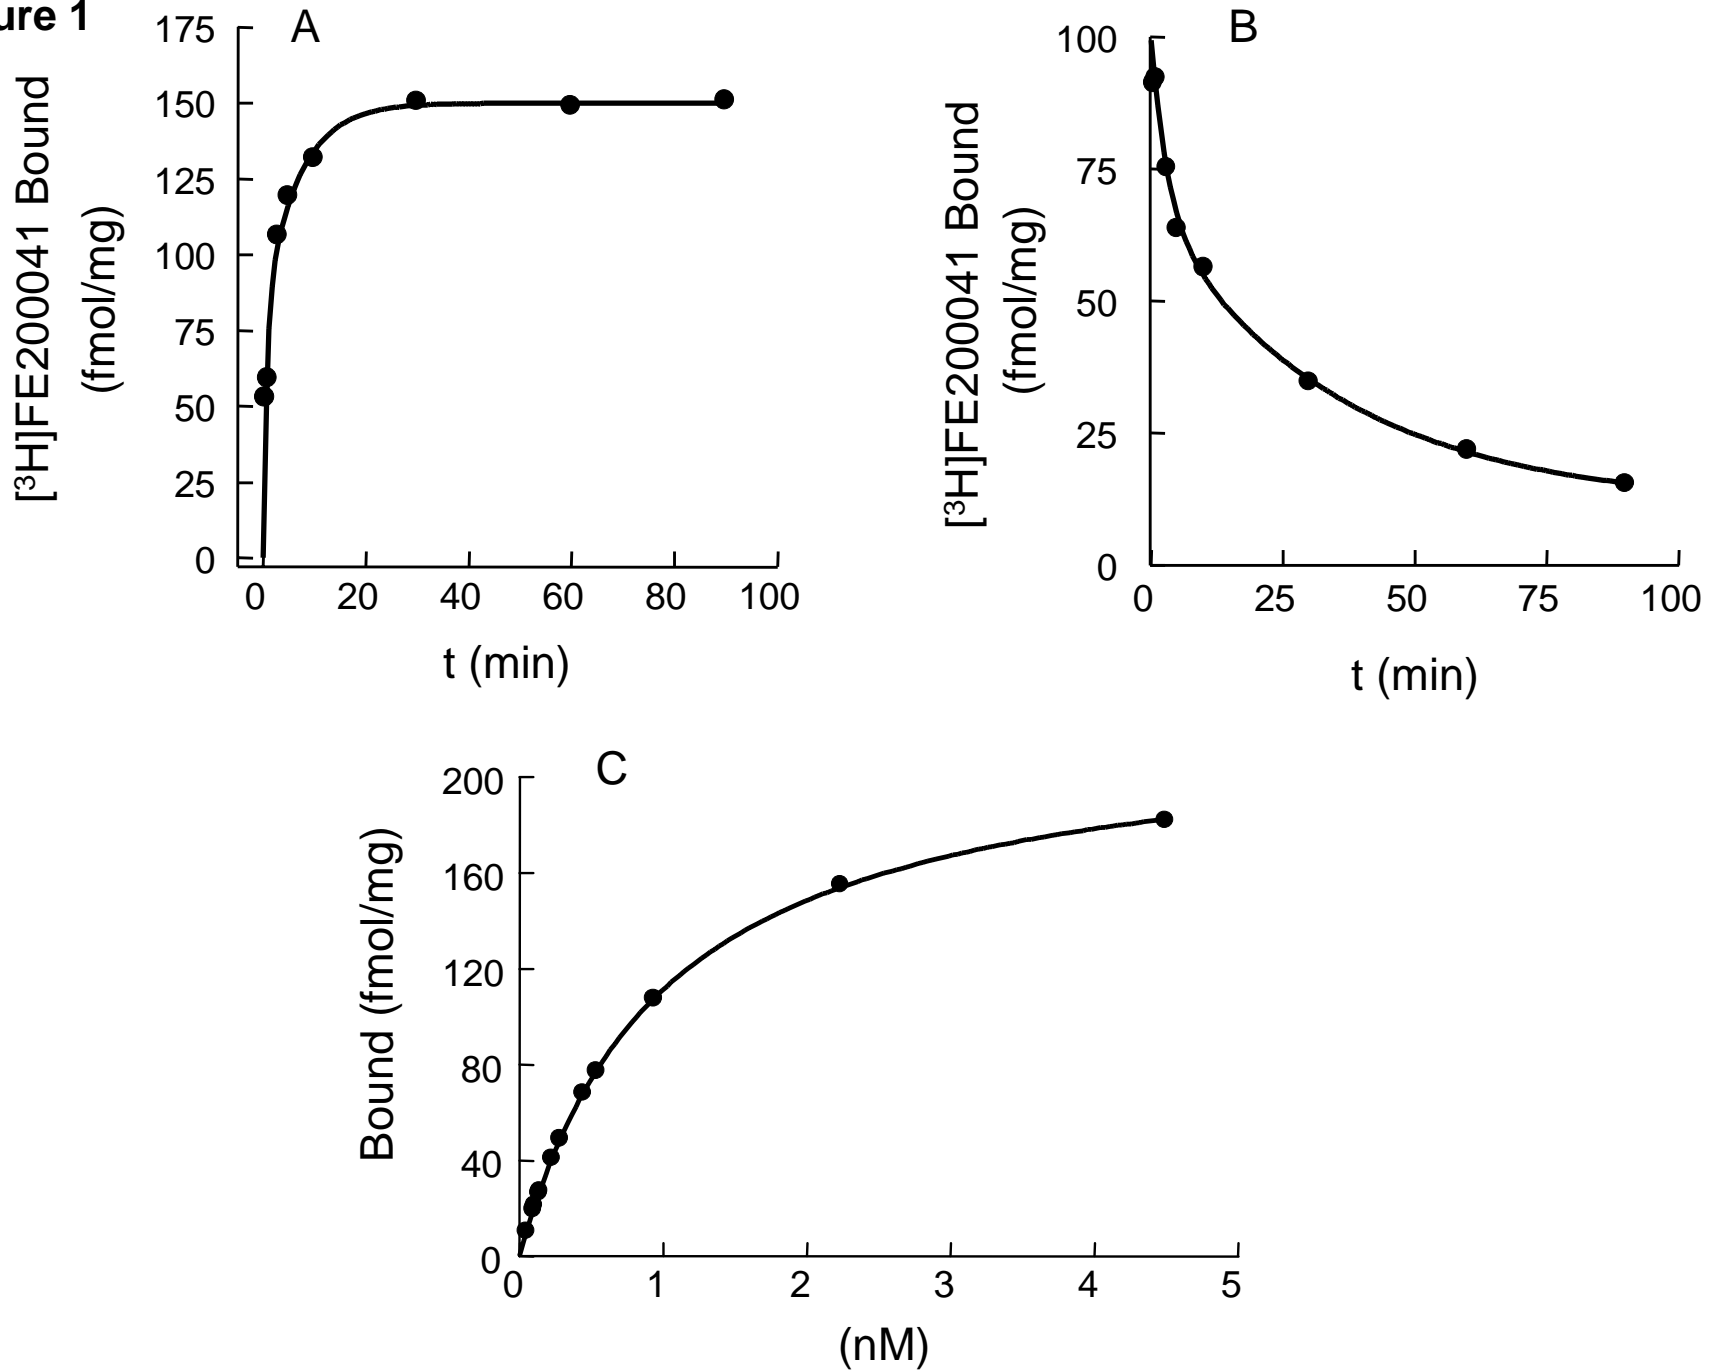 ure 1
A
[³H]FE200041 Bound
(fmol/mg)
175
150
125
100
75
50
25
0
0 20 40 60 80 100
t (min)
B
[³H]FE200041 Bound
(fmol/mg)
100
75
50
25
0
0 25 50 75 100
t (min)
C
Bound (fmol/mg)
200
160
120
80
40
0
0 1 2 3 4 5
(nM)